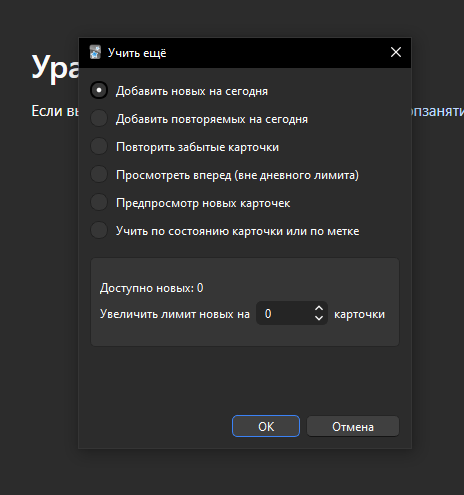 Учить ещё
Ура
Добавить новых на сегодня
Если вы
опзаняти
Добавить повторяемых на сегодня
Повторить забытые карточки
Просмотреть вперед (вне дневного лимита)
Предпросмотр новых карточек
Учить по состоянию карточки или по метке
Доступно новых: 0
Увеличить лимит новых на 0 карточки
OK Отмена